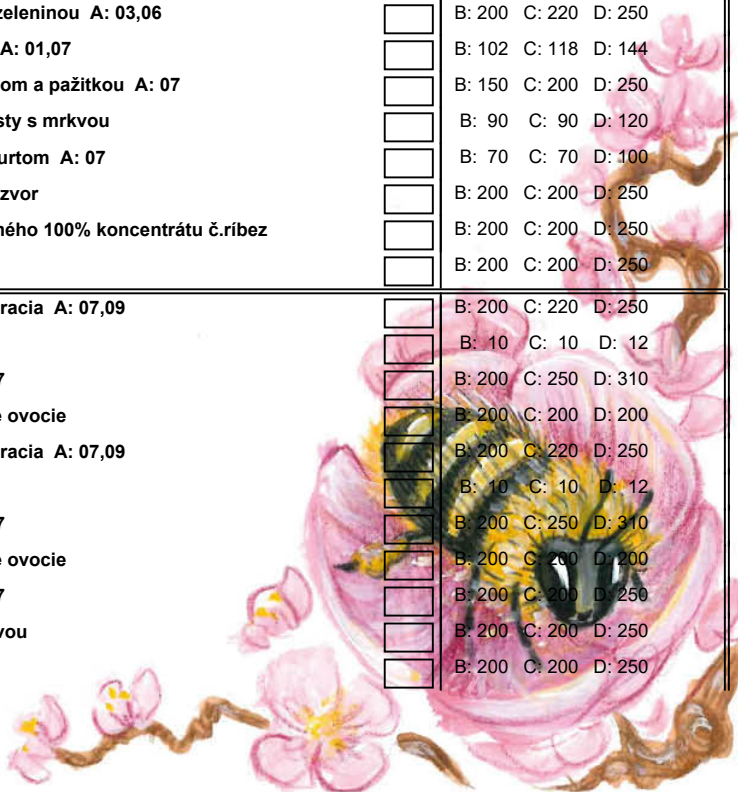 zeleninou A: 03,06 B: 200 C: 220 D: 250
A: 01,07 B: 102 C: 118 D: 144
om a pažitkou A: 07 B: 150 C: 200 D: 250
sty s mrkvou B: 90 C: 90 D: 120
urtom A: 07 B: 70 C: 70 D: 100
zvor B: 200 C: 200 D: 250
ného 100% koncentrátu č.ríbez B: 200 C: 200 D: 250
B: 200 C: 200 D: 250
racia A: 07,09 B: 200 C: 220 D: 250
B: 10 C: 10 D: 12
7 B: 200 C: 250 D: 310
é ovocie B: 200 C: 200 D: 200
racia A: 07,09 B: 200 C: 220 D: 250
B: 10 C: 10 D: 12
7 B: 200 C: 250 D: 310
é ovocie B: 200 C: 200 D: 200
7 B: 200 C: 200 D: 250
vou B: 200 C: 200 D: 250
B: 200 C: 200 D: 250